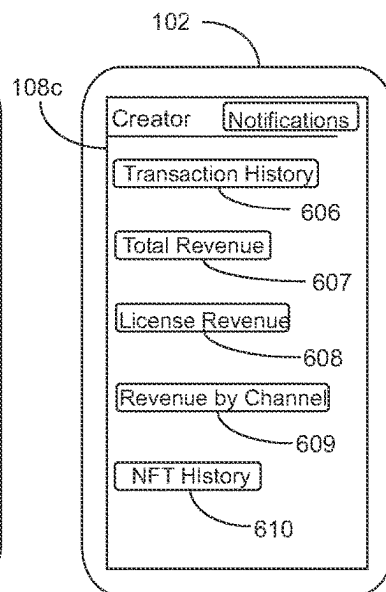 102
108c
Creator Notifications
Transaction History
606
Total Revenue
607
License Revenue
608
Revenue by Channel
609
NFT History
610